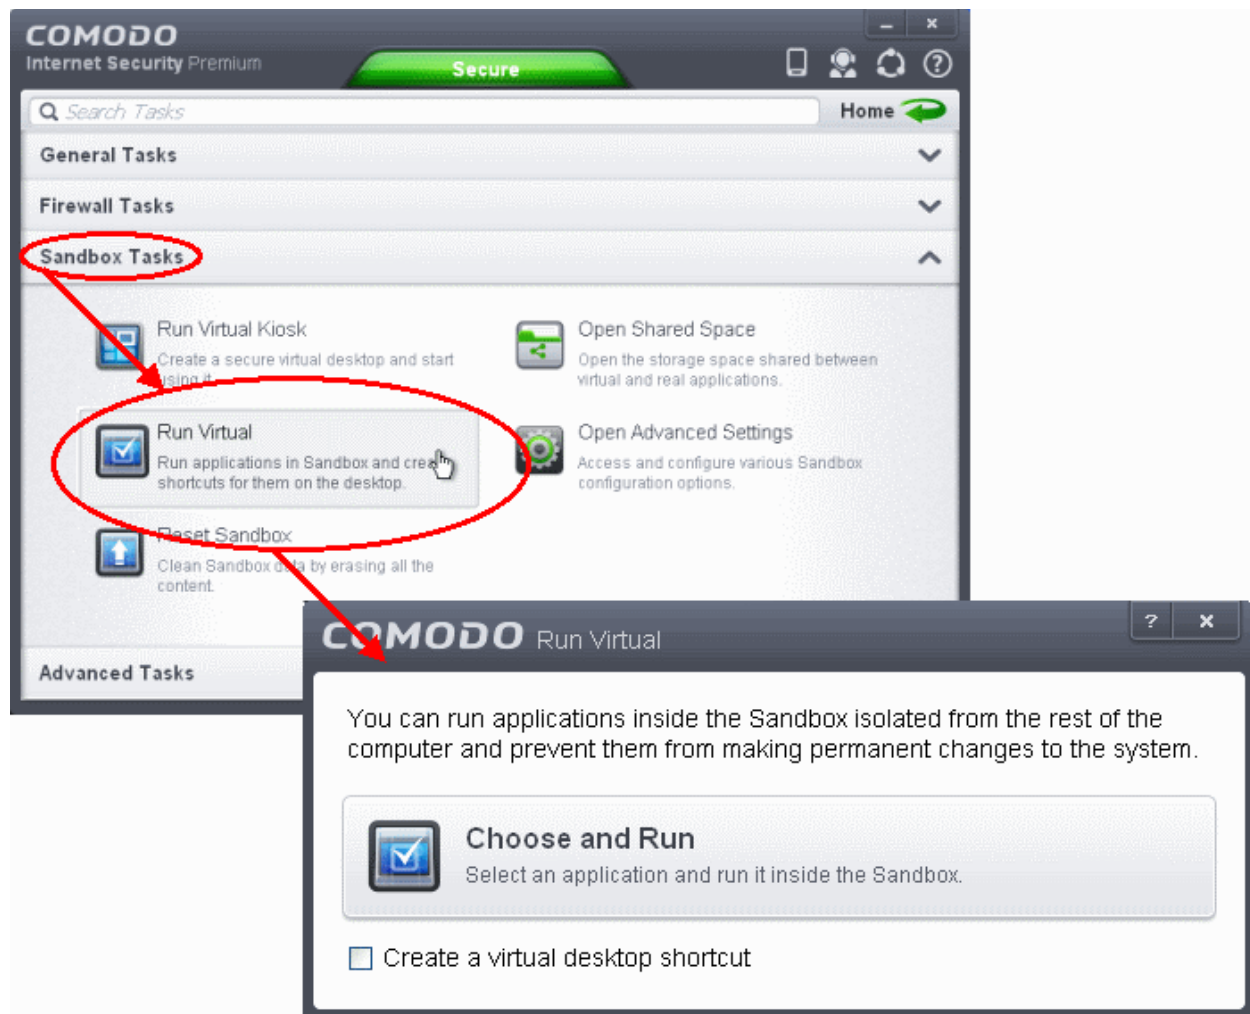 COMODO
Internet Security Premium
Secure
Search Tasks
Home
General Tasks
Firewall Tasks
Sandbox Tasks
Run Virtual Kiosk
Create a secure virtual desktop and start
using it.
Open Shared Space
Open the storage space shared between
virtual and real applications.
Run Virtual
Run applications in Sandbox and
shortcuts for them on the desktop.
Open Advanced Settings
Access and configure various Sandbox
configuration options.
Reset Sandbox
Clean Sandbox data by erasing all the
content.
Advanced Tasks
COMODO Run Virtual
You can run applications inside the Sandbox isolated from the rest of the
computer and prevent them from making permanent changes to the system.
Choose and Run
Select an application and run it inside the Sandbox.
Create a virtual desktop shortcut